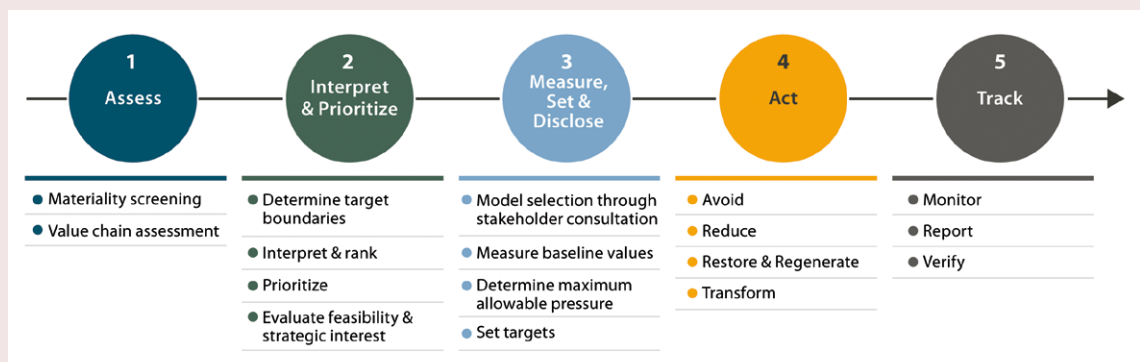 1
Assess
Materiality screening
Value chain assessment
2
Interpret
& Prioritize
Determine target
boundaries
Interpret & rank
Prioritize
Evaluate feasibility &
strategic interest
3
Measure,
Set &
Disclose
Model selection through
stakeholder consultation
Measure baseline values
Determine maximum
allowable pressure
Set targets
4
Act
Avoid
Reduce
Restore & Regenerate
Transform
5
Track
Monitor
Report
Verify